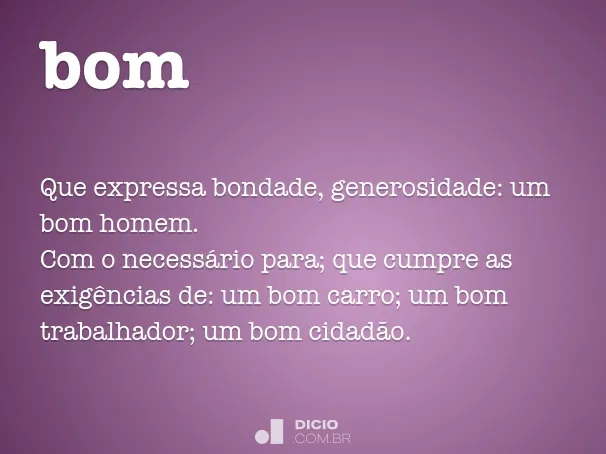 bom
Que expressa bondade, generosidade: um
bom homem.
Com o necessário para; que cumpre as
exigências de: um bom carro; um bom
trabalhador; um bom cidadão.
DICIO
.COM.BR